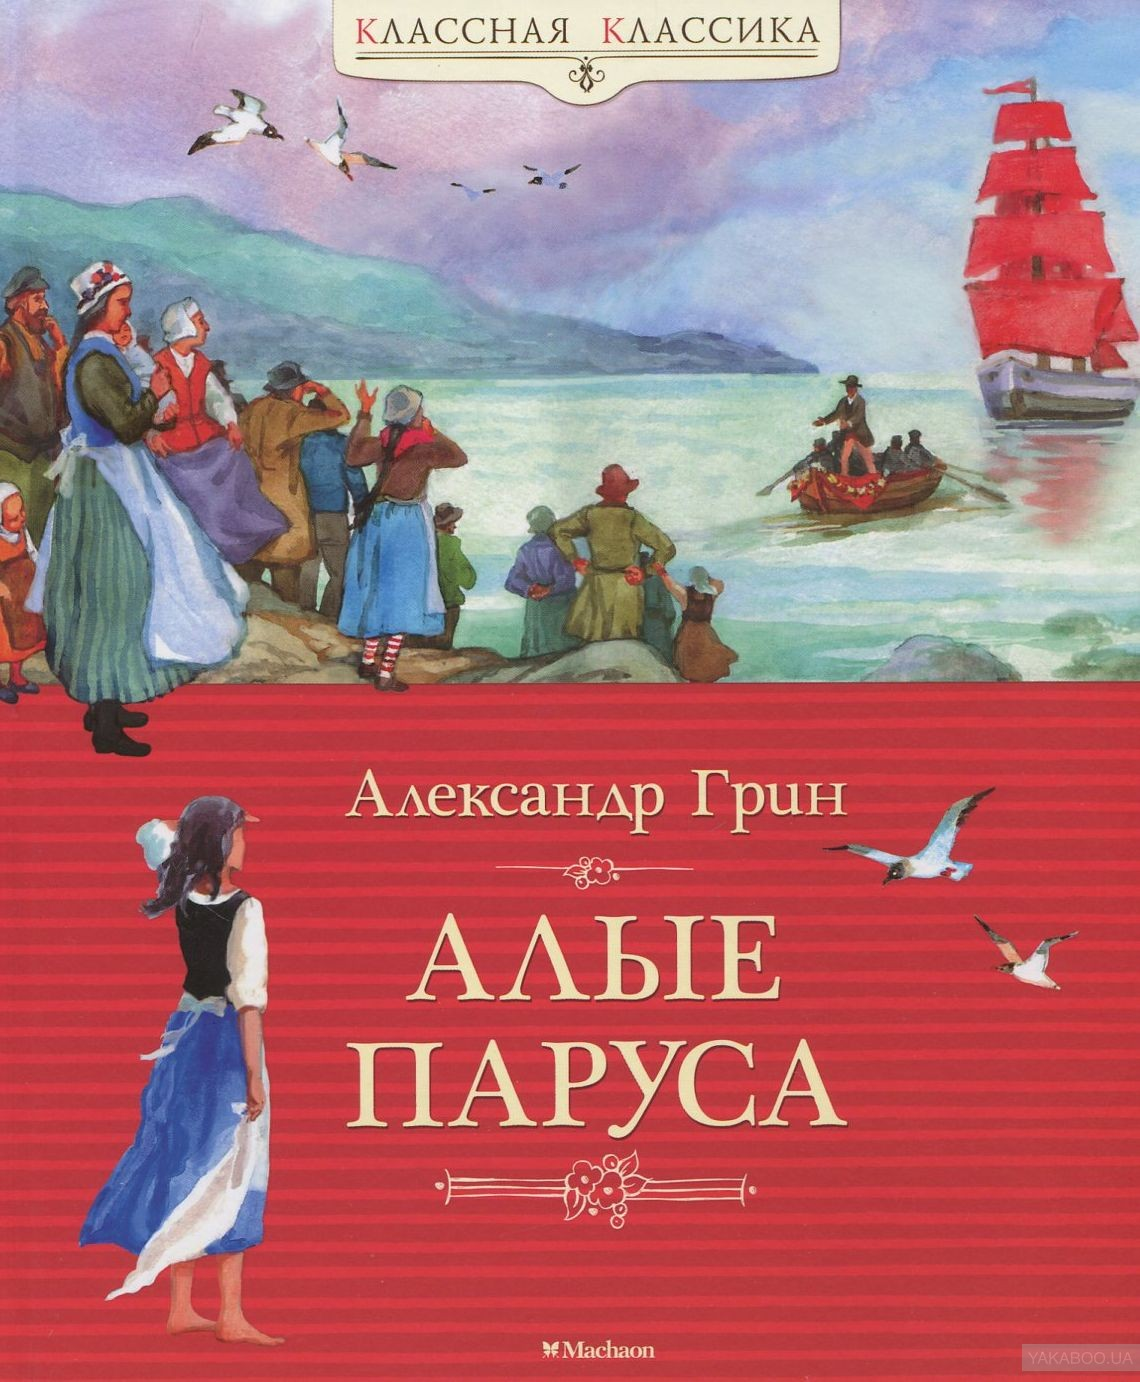 КЛАССНАЯ КЛАССИКА
Александр Грин
АЛЫЕ
ПАРУСА
Machaon
YAKABOO.UA